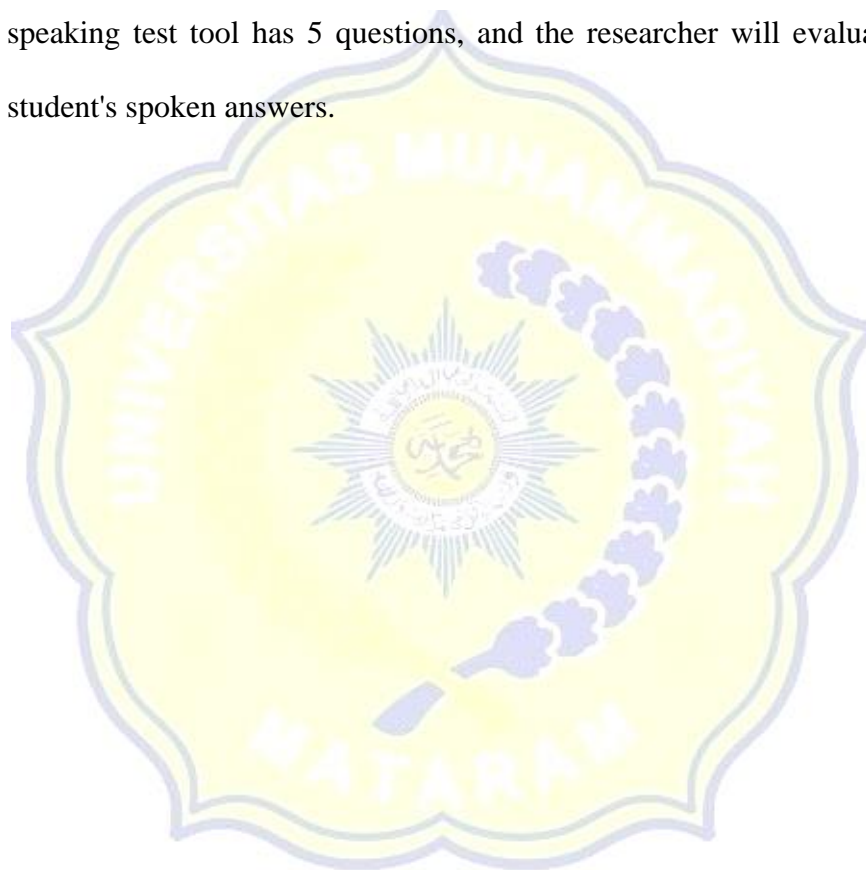 speaking test tool has 5 questions, and the researcher will evalua
student's spoken answers.
UNIVERSITAS MUHAMMADIYAH
MATARAM